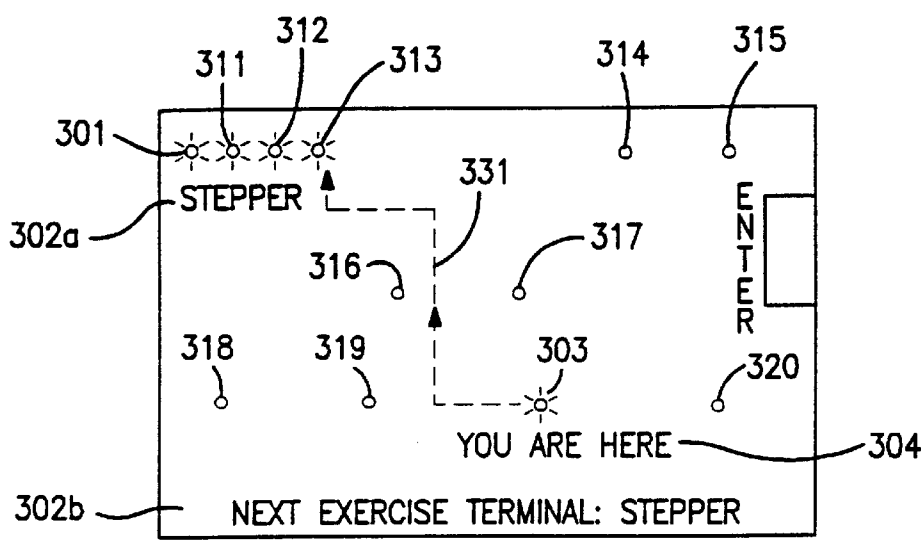 312
311
313
314
315
301
STEPPER
302a
331
ENTER
316
317
318
319
303
320
YOU ARE HERE
304
302b
NEXT EXERCISE TERMINAL: STEPPER